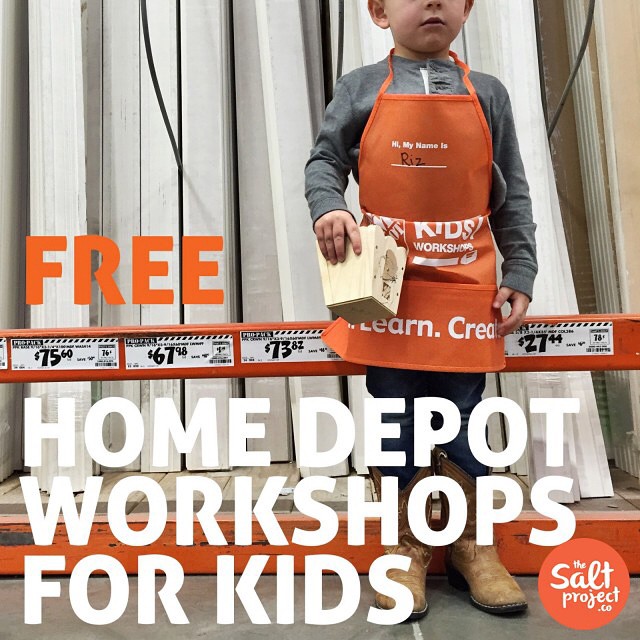 Hi, My Name Is
Riz
KIDS
WORKSHOPS
Learn. Crea
FREE
PRO-PACK
$75.60
PRO-PACK
$67.98
PRO-PACK
$73.82
$27.44
HOME DEPOT
WORKSHOPS
FOR KIDS
the
Salt
project
.co